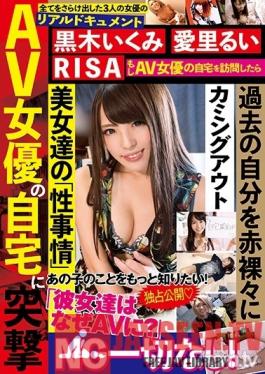 全てをさらけ出した3人の女優の
リアルドキュメント
黒木いくみ 愛里るい
RISA もしAV女優の自宅を訪問したら
AV女優の自宅に突撃
美女達の「性事情」
過去の自分を赤裸々に
カミングアウト
あの子のことをもっと知りたい!
「彼女達は
なぜAVに?
独占公開♡